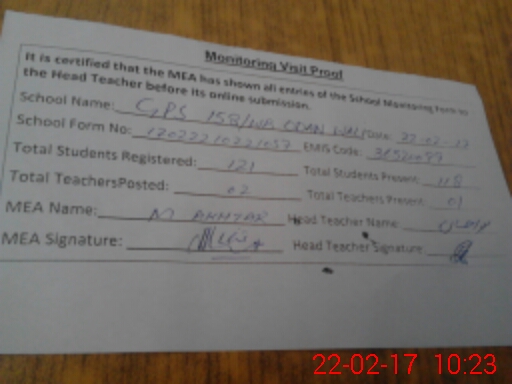 Monitoring Visit Proof
It is certified that the MEA has shown all entries of the School Monitoring Form to
the Head Teacher before its online submission.
School Name: GPS 158/WB Date: 22-02-17
School Form No: EMIS Code:
Total Students Registered: 121 Total Students Present: 118
Total TeachersPosted: 02 Total Teachers Present: 01
MEA Name: M AKHTAR Head Teacher Name:
MEA Signature: Head Teacher Signature:
22-02-17 10:23